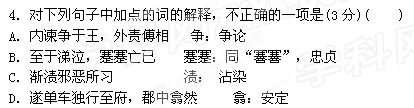 4. 对下列句子中加点的词的解释，不正确的一项是(3分)(　　)
A. 内谏争于王，外责傅相　　争：争论
B. 至于涕泣，蹇蹇亡已　　蹇蹇：同“謇謇”，忠贞
C. 渐渍邪恶所习　　渍：沾染
D. 遂单车独行至府，郡中翕然　　翕：安定